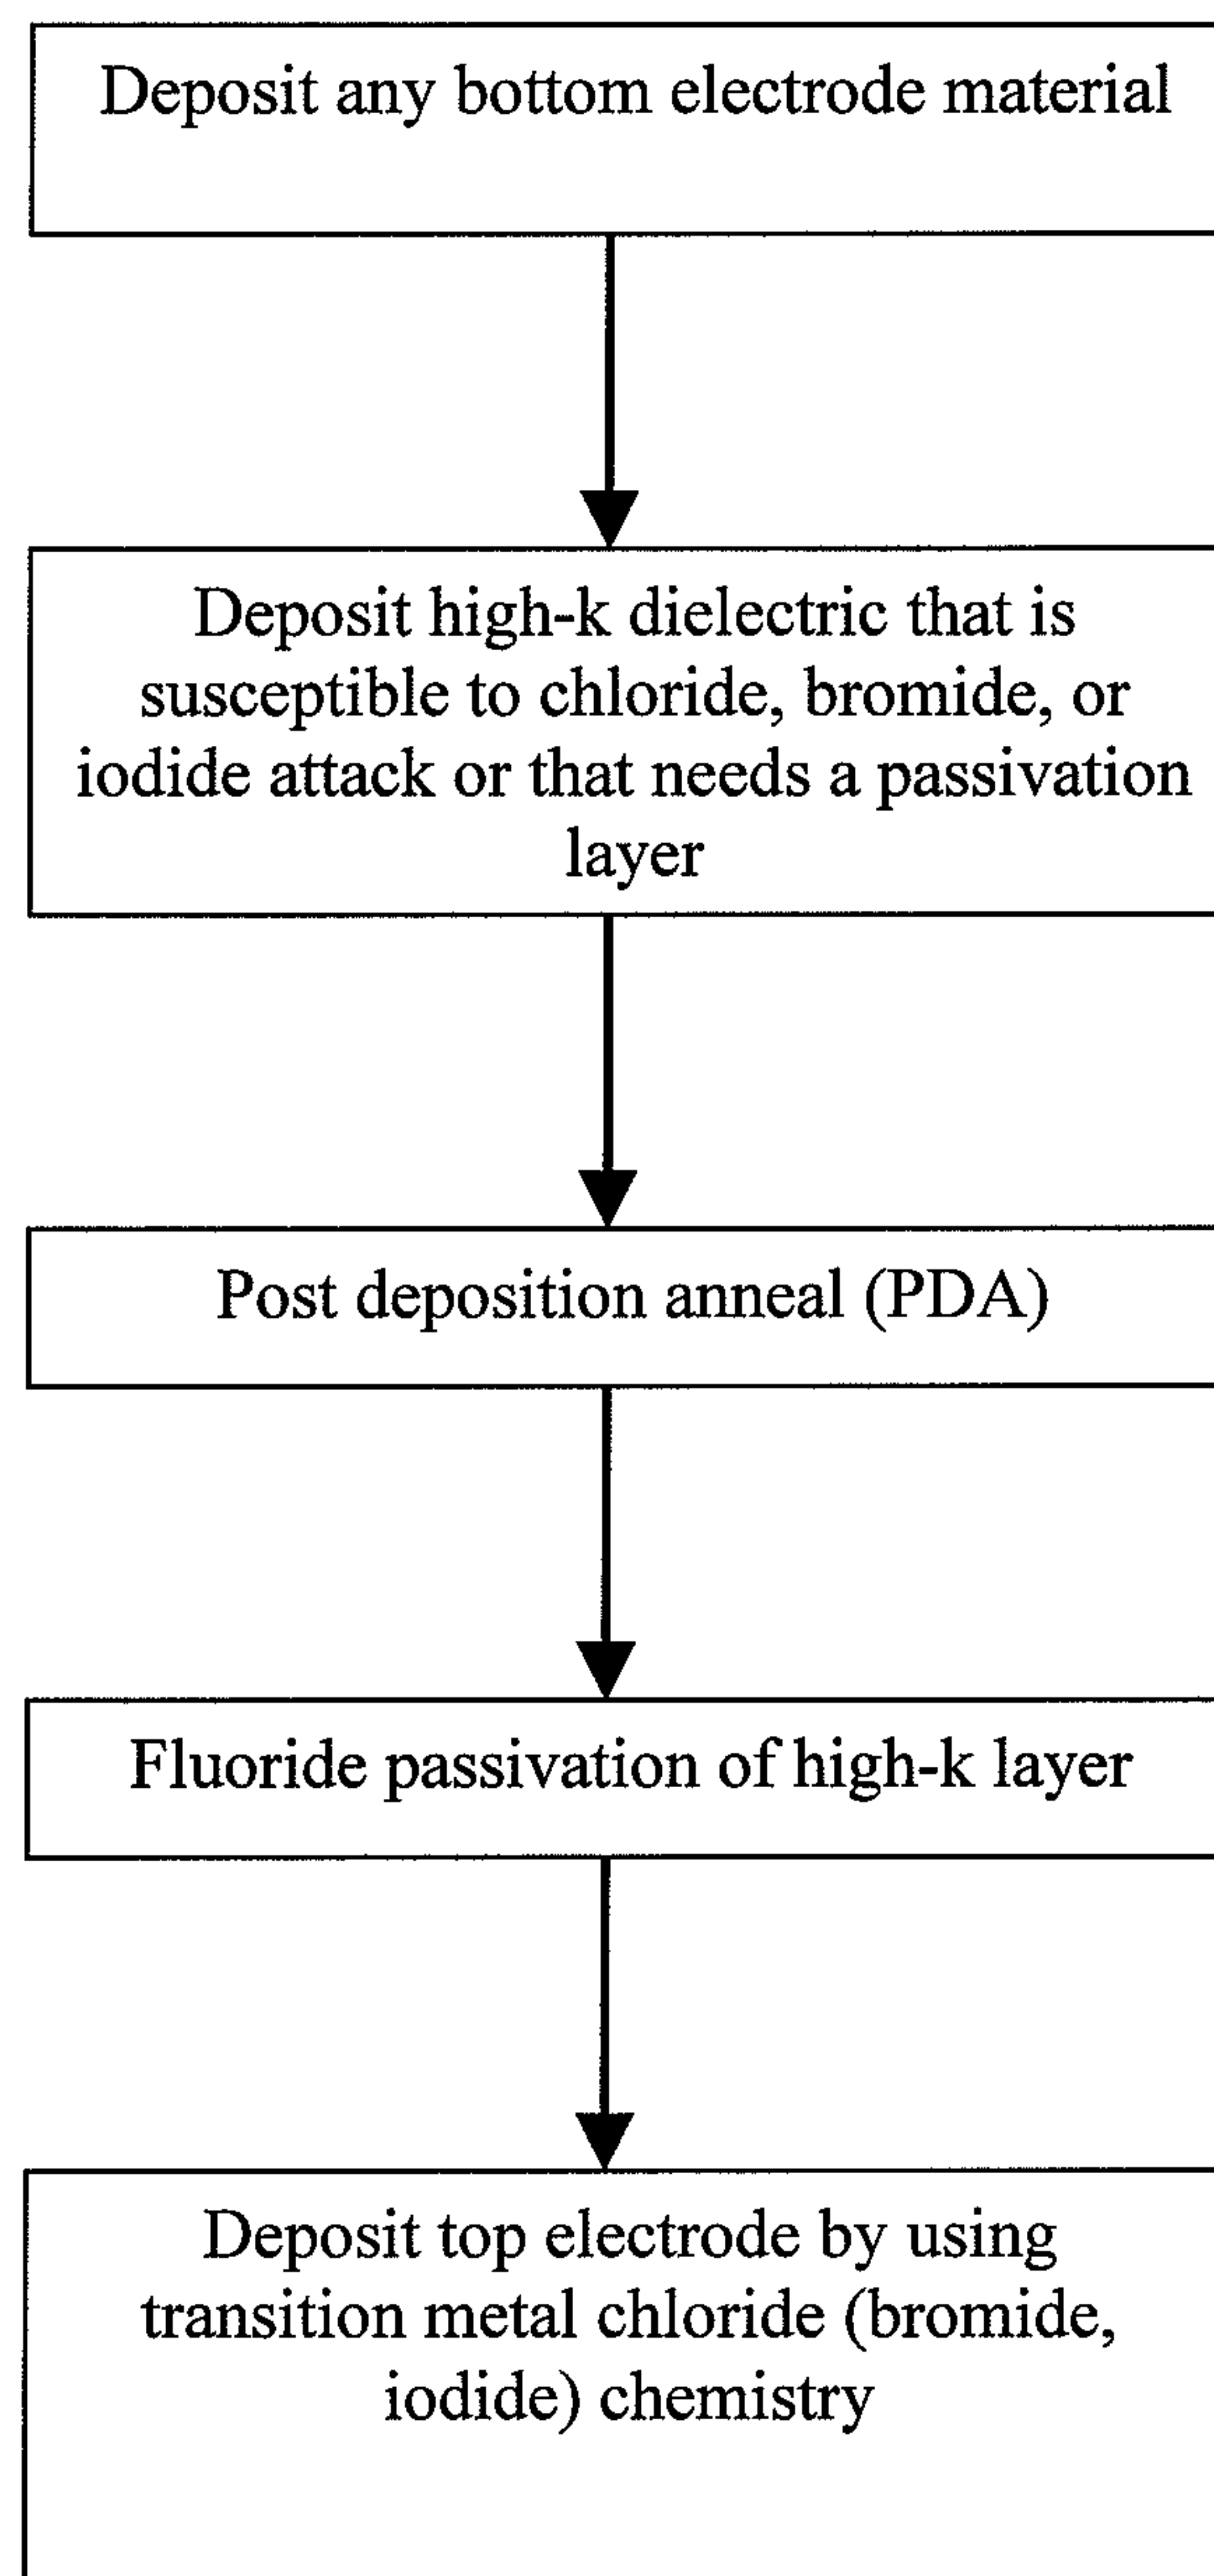 Deposit any bottom electrode material
Deposit high-k dielectric that is
susceptible to chloride, bromide, or
iodide attack or that needs a passivation
layer
Post deposition anneal (PDA)
Fluoride passivation of high-k layer
Deposit top electrode by using
transition metal chloride (bromide,
iodide) chemistry